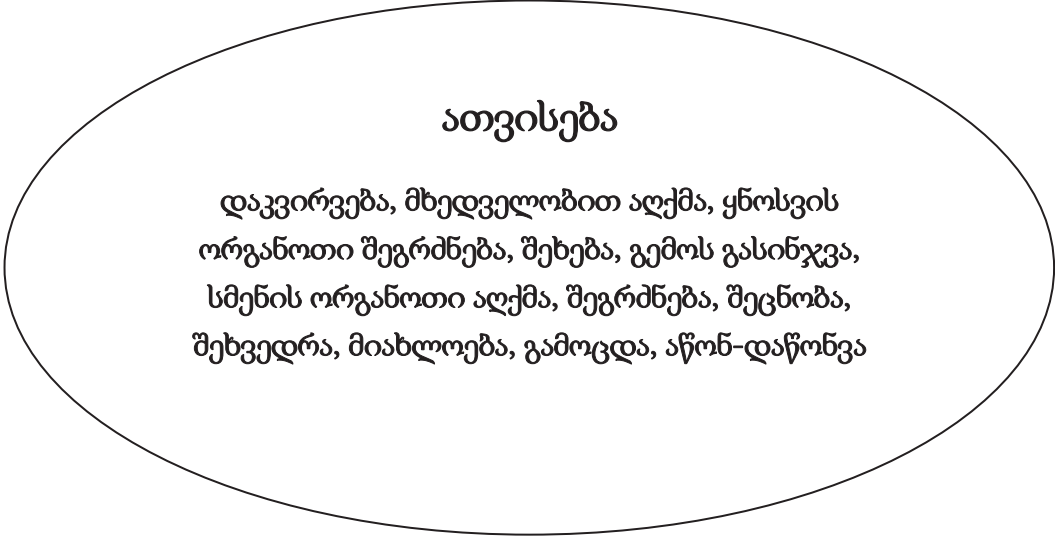 ათვისება
დაკვირვება, მხედველობით აღქმა, ყნოსვის
ორგანოთი შეგრძნება, შეხება, გემოს გასინჯვა,
სმენის ორგანოთი აღქმა, შეგრძნება, შეცნობა,
შეხვედრა, მიახლოება, გამოცდა, აწონ-დაწონვა